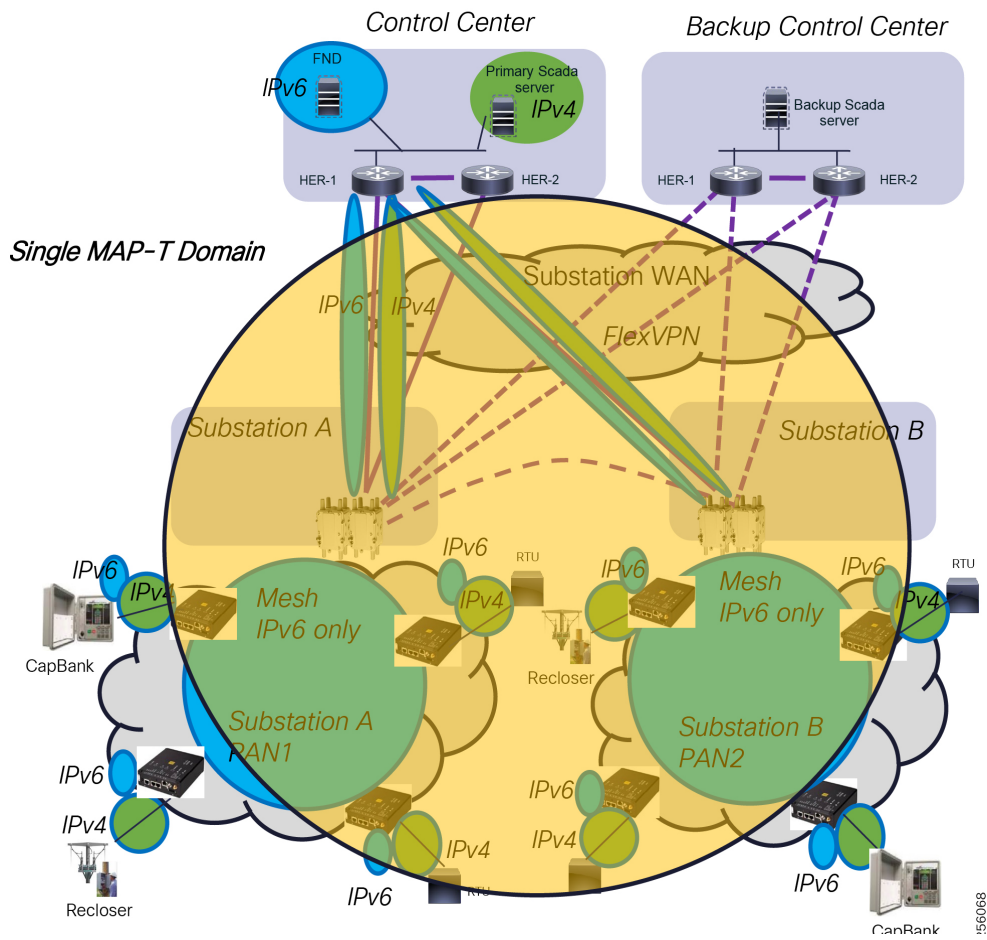 Control Center
Backup Control Center
FND
IPv6
Primary Scada
server
IPv4
Backup Scada
server
HER-1
HER-2
HER-1
HER-2
Single MAP-T Domain
Substation WAN
IPv6
IPv4
FlexVPN
Substation A
Substation B
IPv6
IPv4
CapBank
Mesh
IPv6 only
IPv6
RTU
IPv4
IPv6
Recloser
Mesh
IPv6 only
IPv6
RTU
IPv4
Substation A
PAN1
Substation B
PAN2
IPv6
IPv4
Recloser
IPv4
IPv6
RTU
IPv6
IPv4
IPv6
CapBank
256068